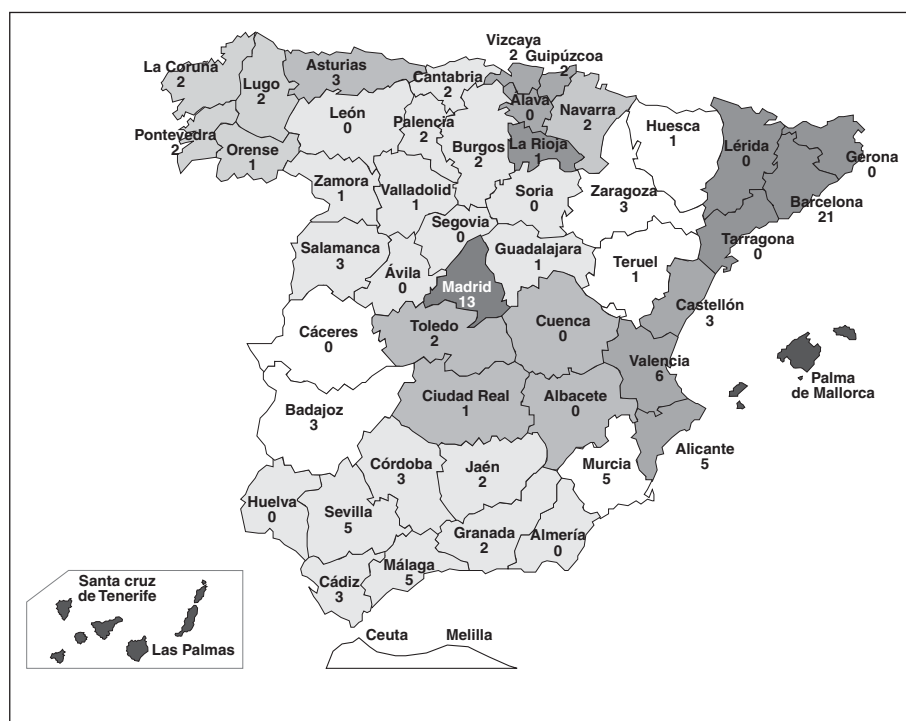 Vizcaya
2
Guipúzcoa
2
La Coruña
2
Lugo
2
Asturias
3
Cantabria
2
Álava
0
Navarra
2
Huesca
1
Lérida
0
Gerona
0
León
0
Palencia
2
Burgos
2
La Rioja
1
Pontevedra
2
Orense
1
Zamora
1
Valladolid
1
Soria
0
Zaragoza
3
Barcelona
21
Segovia
0
Salamanca
3
Ávila
0
Guadalajara
1
Teruel
1
Tarragona
0
Madrid
13
Castellón
3
Cáceres
0
Toledo
2
Cuenca
0
Valencia
6
Palma
de Mallorca
Badajoz
3
Ciudad Real
1
Albacete
0
Alicante
5
Córdoba
3
Jaén
2
Murcia
5
Huelva
0
Sevilla
5
Granada
2
Almería
0
Cádiz
3
Málaga
5
Santa cruz
de Tenerife
Las Palmas
Ceuta
Melilla